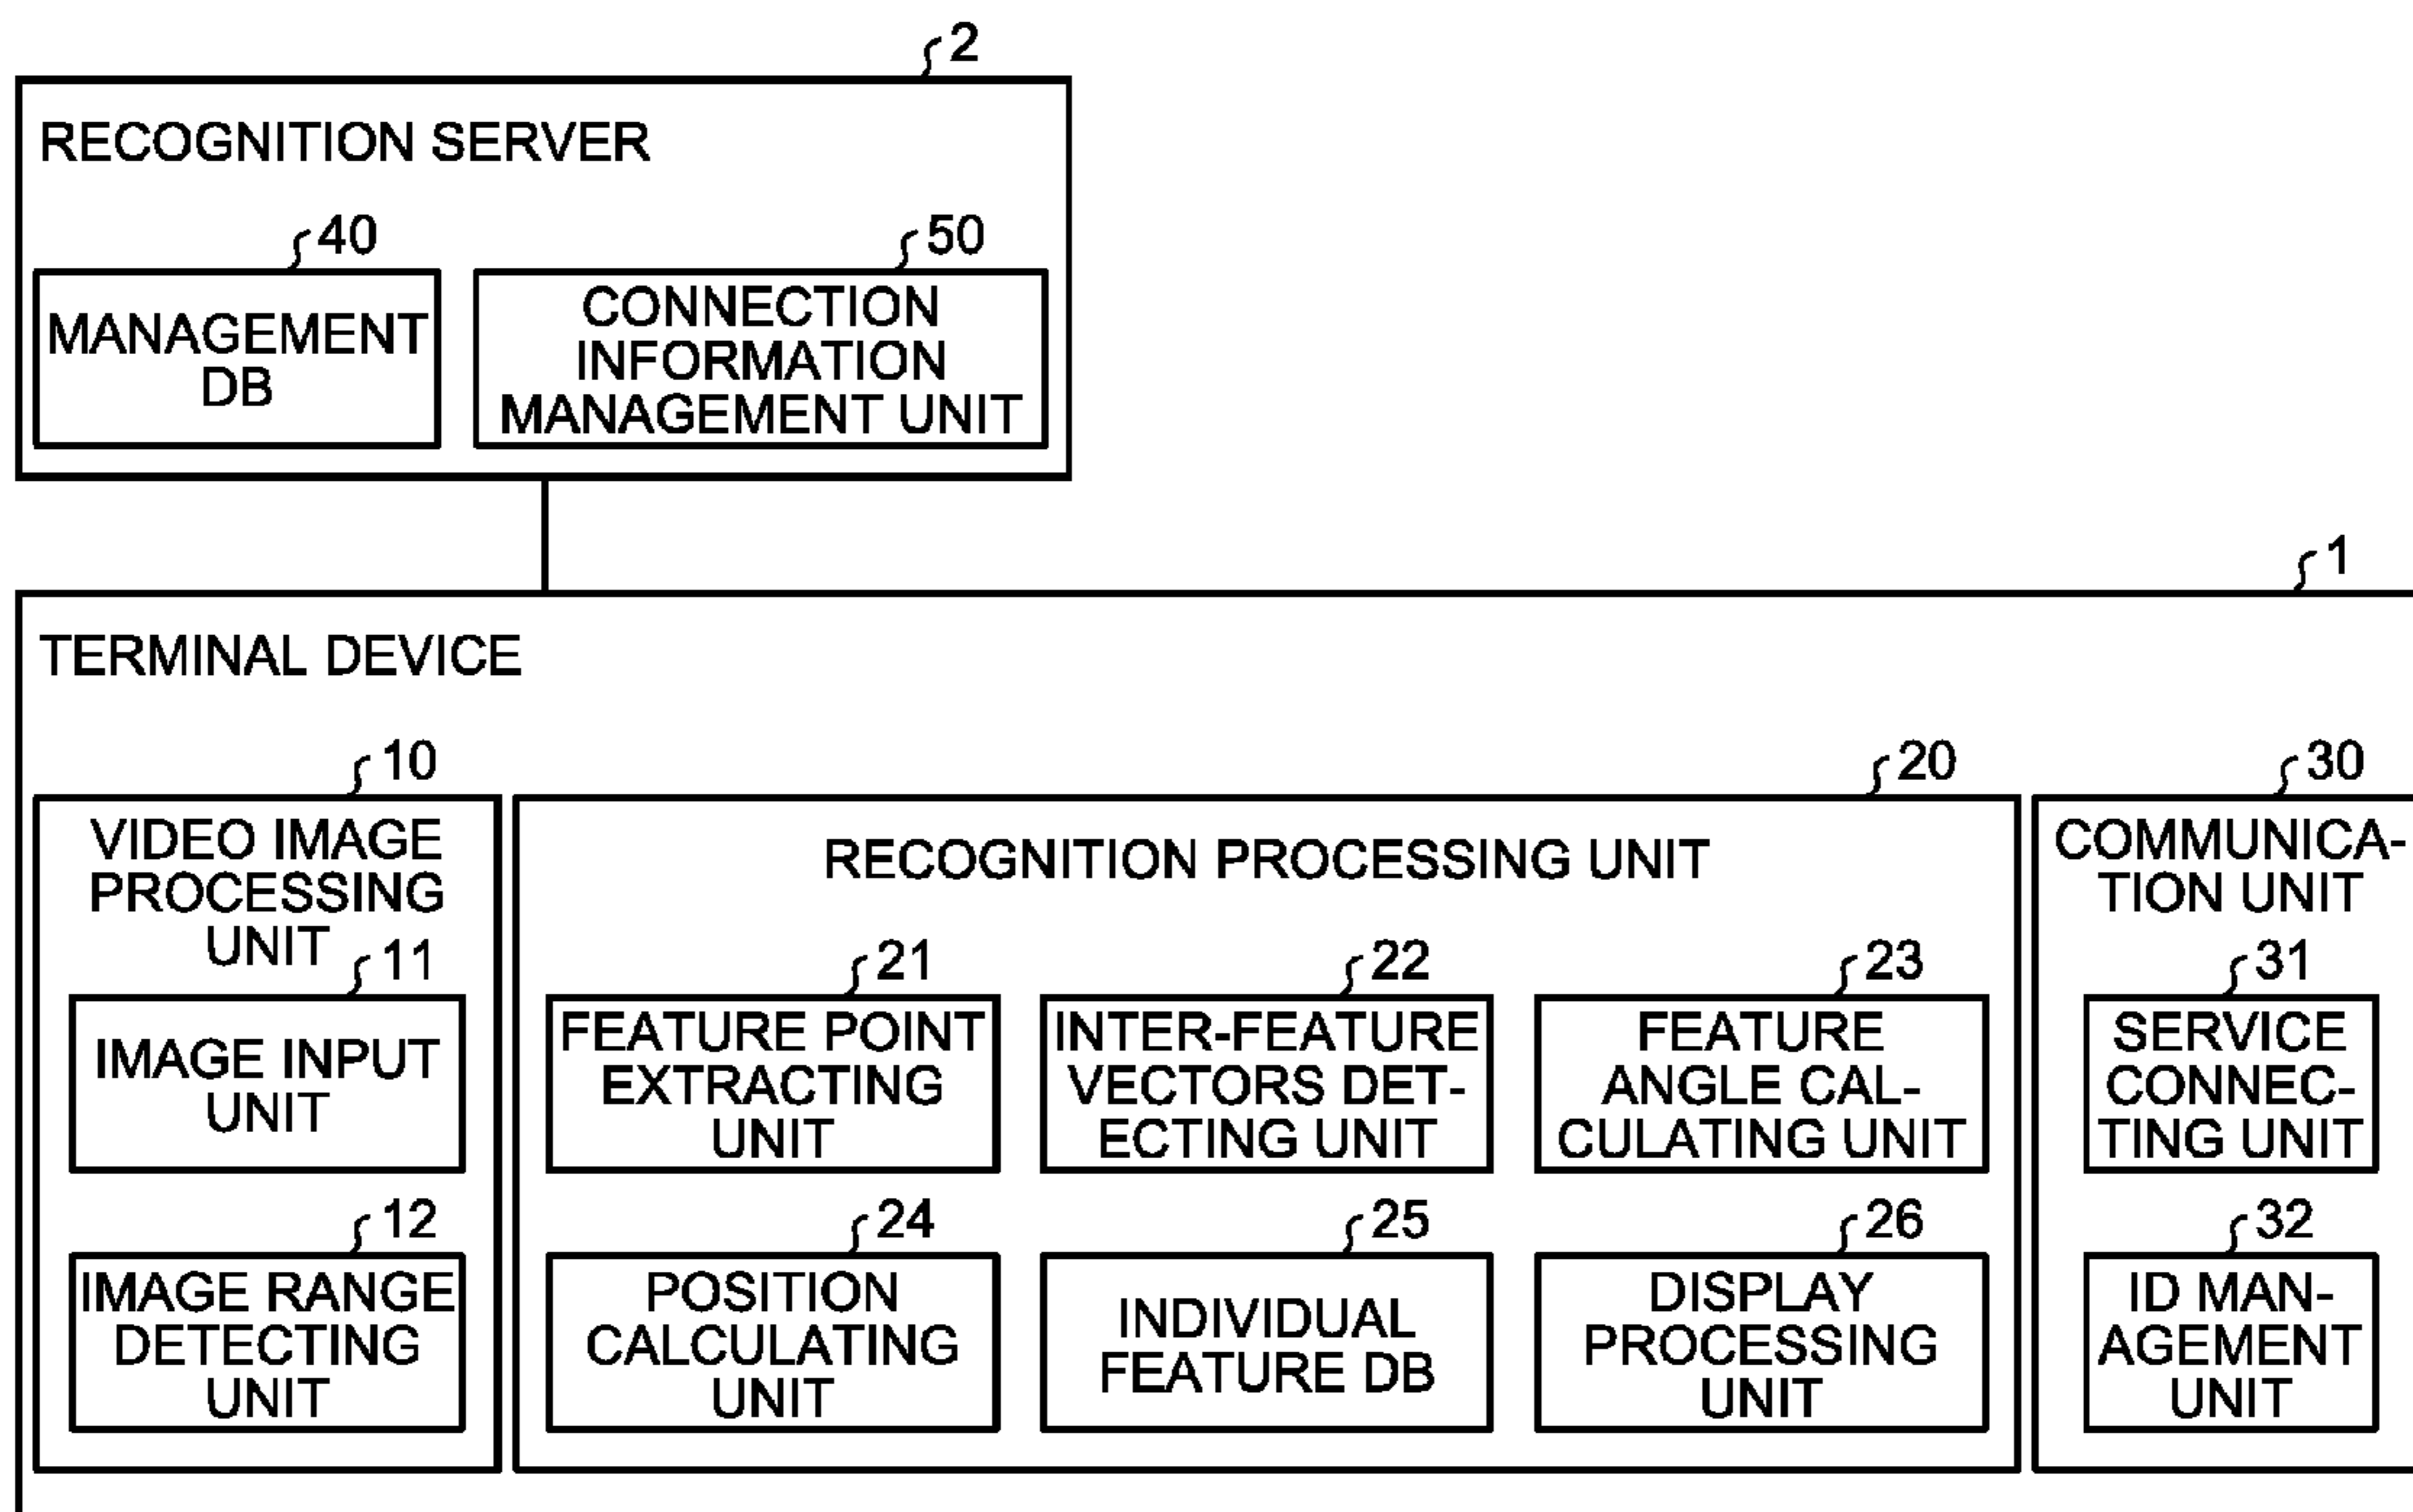 2
RECOGNITION SERVER
40
MANAGEMENT
DB
50
CONNECTION
INFORMATION
MANAGEMENT UNIT
1
TERMINAL DEVICE
10
VIDEO IMAGE
PROCESSING
UNIT
11
IMAGE INPUT
UNIT
12
IMAGE RANGE
DETECTING
UNIT
20
RECOGNITION PROCESSING UNIT
21
FEATURE POINT
EXTRACTING
UNIT
22
INTER-FEATURE
VECTORS DET-
ECTING UNIT
23
FEATURE
ANGLE CAL-
CULATING UNIT
24
POSITION
CALCULATING
UNIT
25
INDIVIDUAL
FEATURE DB
26
DISPLAY
PROCESSING
UNIT
30
COMMUNICA-
TION UNIT
31
SERVICE
CONNEC-
TING UNIT
32
ID MAN-
AGEMENT
UNIT